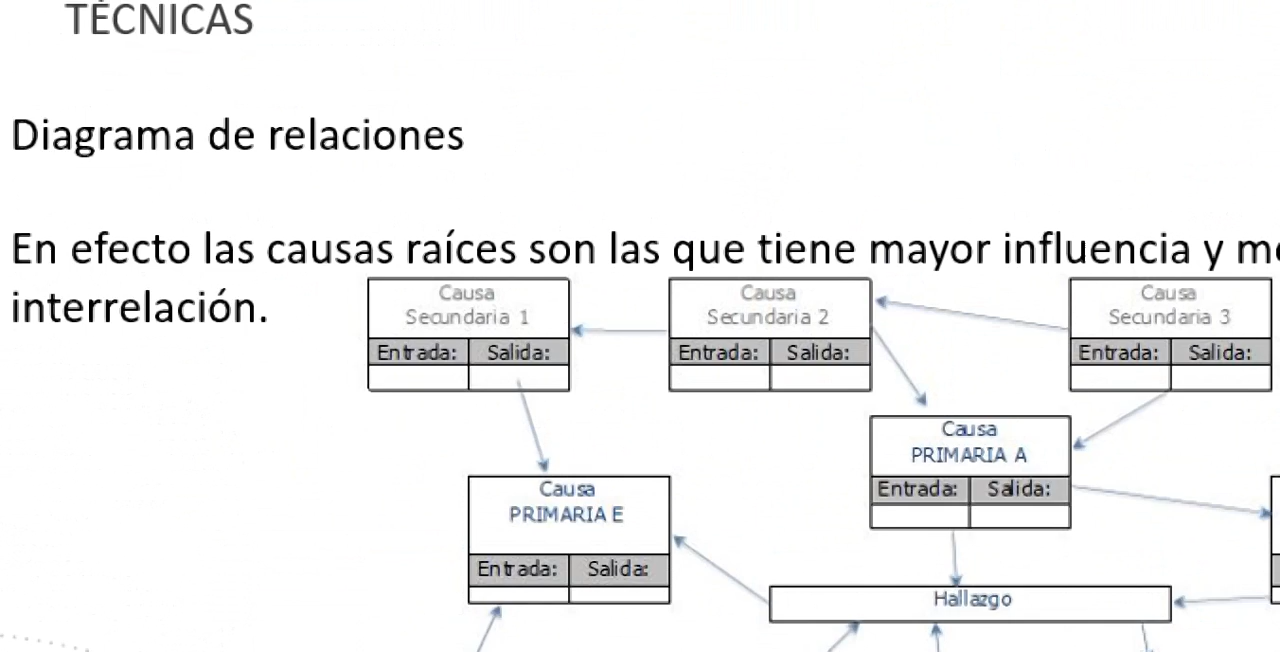 TÉCNICAS
Diagrama de relaciones
En efecto las causas raíces son las que tiene mayor influencia y
interrelación.
Causa
Secundaria 1
Entrada: Salida:
Causa
Secundaria 2
Entrada: Salida:
Causa
Secundaria 3
Entrada: Salida:
Causa
PRIMARIA A
Entrada: Salida:
Causa
PRIMARIA E
Entrada: Salida:
Hallazgo